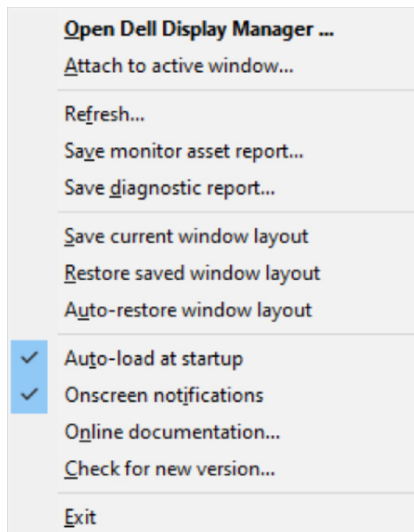 Open Dell Display Manager ...
Attach to active window...
Refresh...
Save monitor asset report...
Save diagnostic report...
Save current window layout
Restore saved window layout
Auto-restore window layout
Auto-load at startup
Onscreen notifications
Online documentation...
Check for new version...
Exit